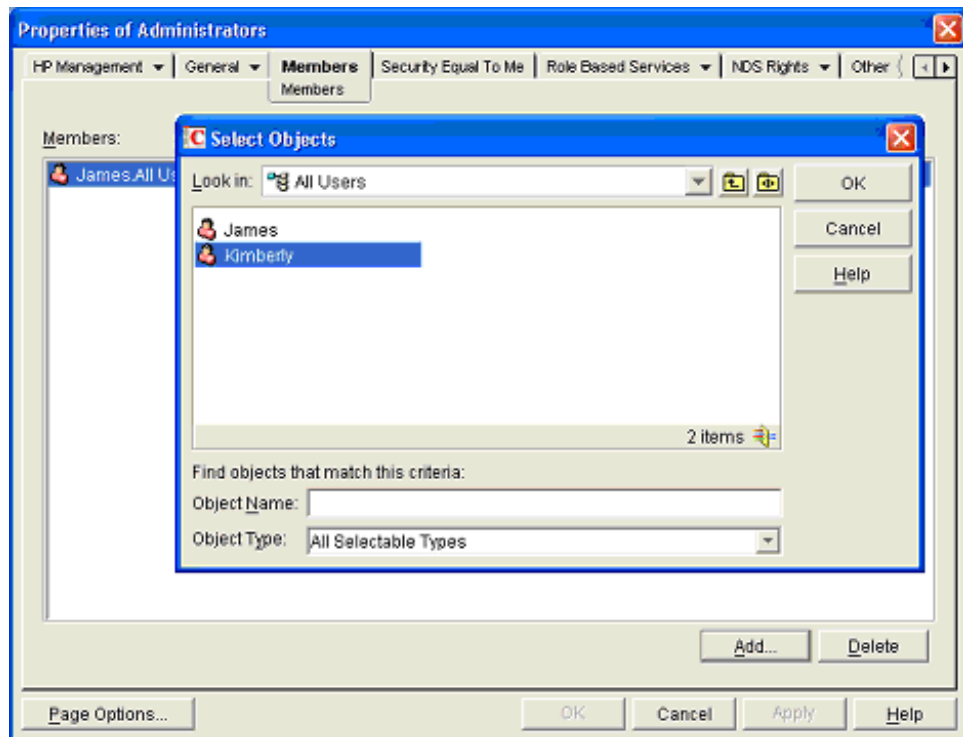 Properties of Administrators
HP Management General Members Security Equal To Me Role Based Services NDS Rights Other
Members
Members:
James.All Us
C Select Objects
Look in: All Users
OK
James
Cancel
Kimberly
Help
2 items
Find objects that match this criteria:
Object Name:
Object Type: All Selectable Types
Add... Delete
Page Options... OK Cancel Apply Help